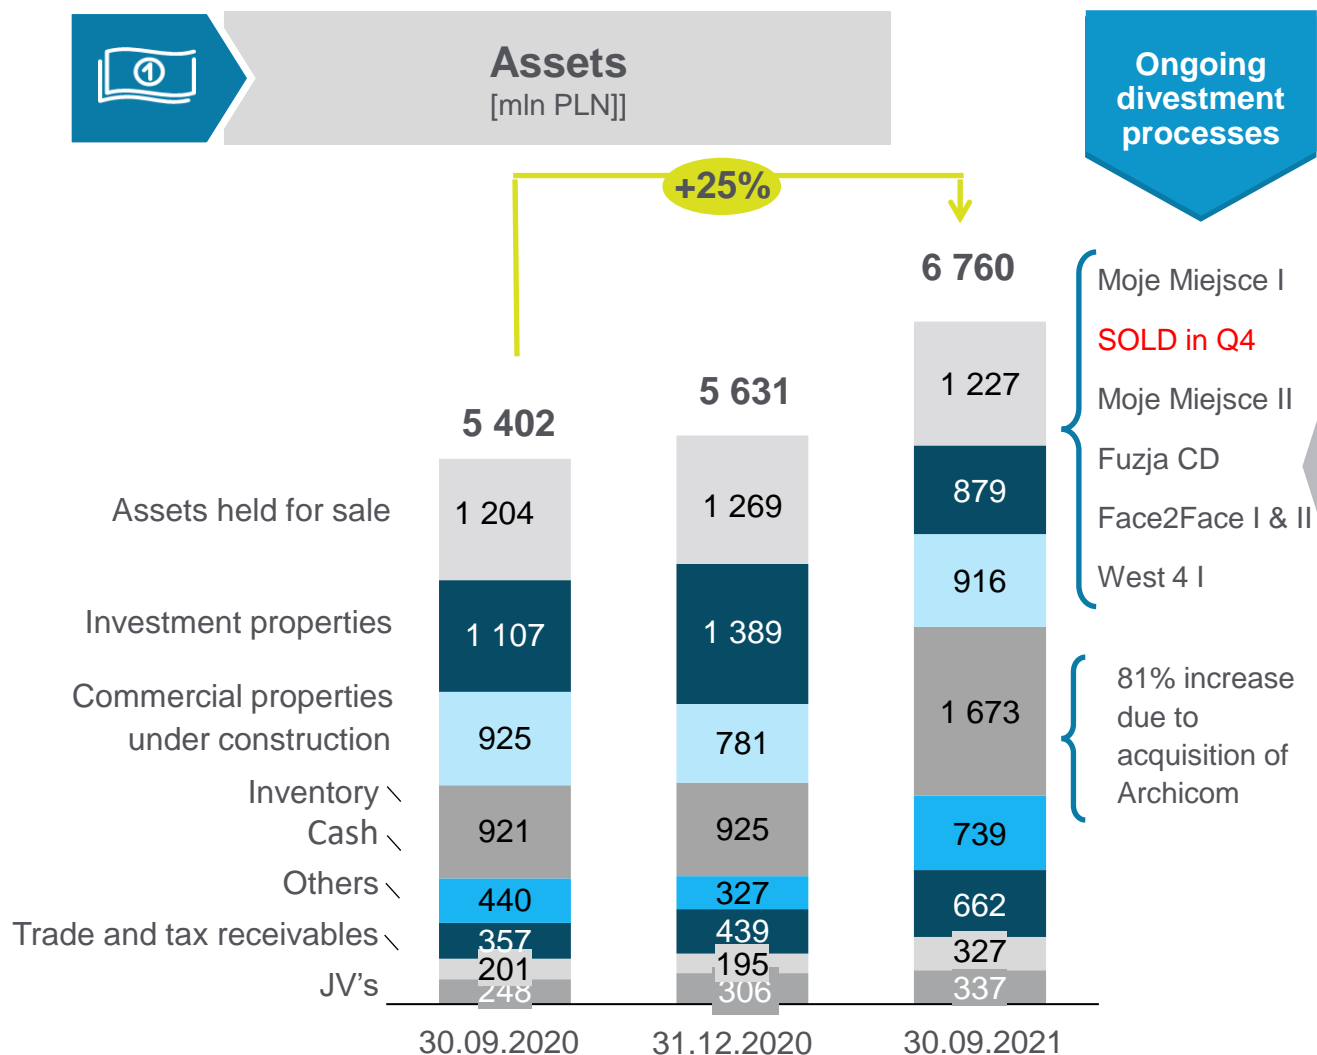 1
Assets
[mln PLN]]
Ongoing
divestment
processes
+25%
5 402
5 631
6 760
Moje Miejsce I
SOLD in Q4
Moje Miejsce II
Fuzja CD
Face2Face I & II
West 4 I
81% increase
due to
acquisition of
Archicom
Assets held for sale
1 204
1 269
1 227
Investment properties
1 107
1 389
879
Commercial properties
under construction
925
781
916
Inventory
921
925
1 673
Cash
440
327
739
Others
357
439
662
Trade and tax receivables
201
195
327
JV's
248
306
337
30.09.2020
31.12.2020
30.09.2021